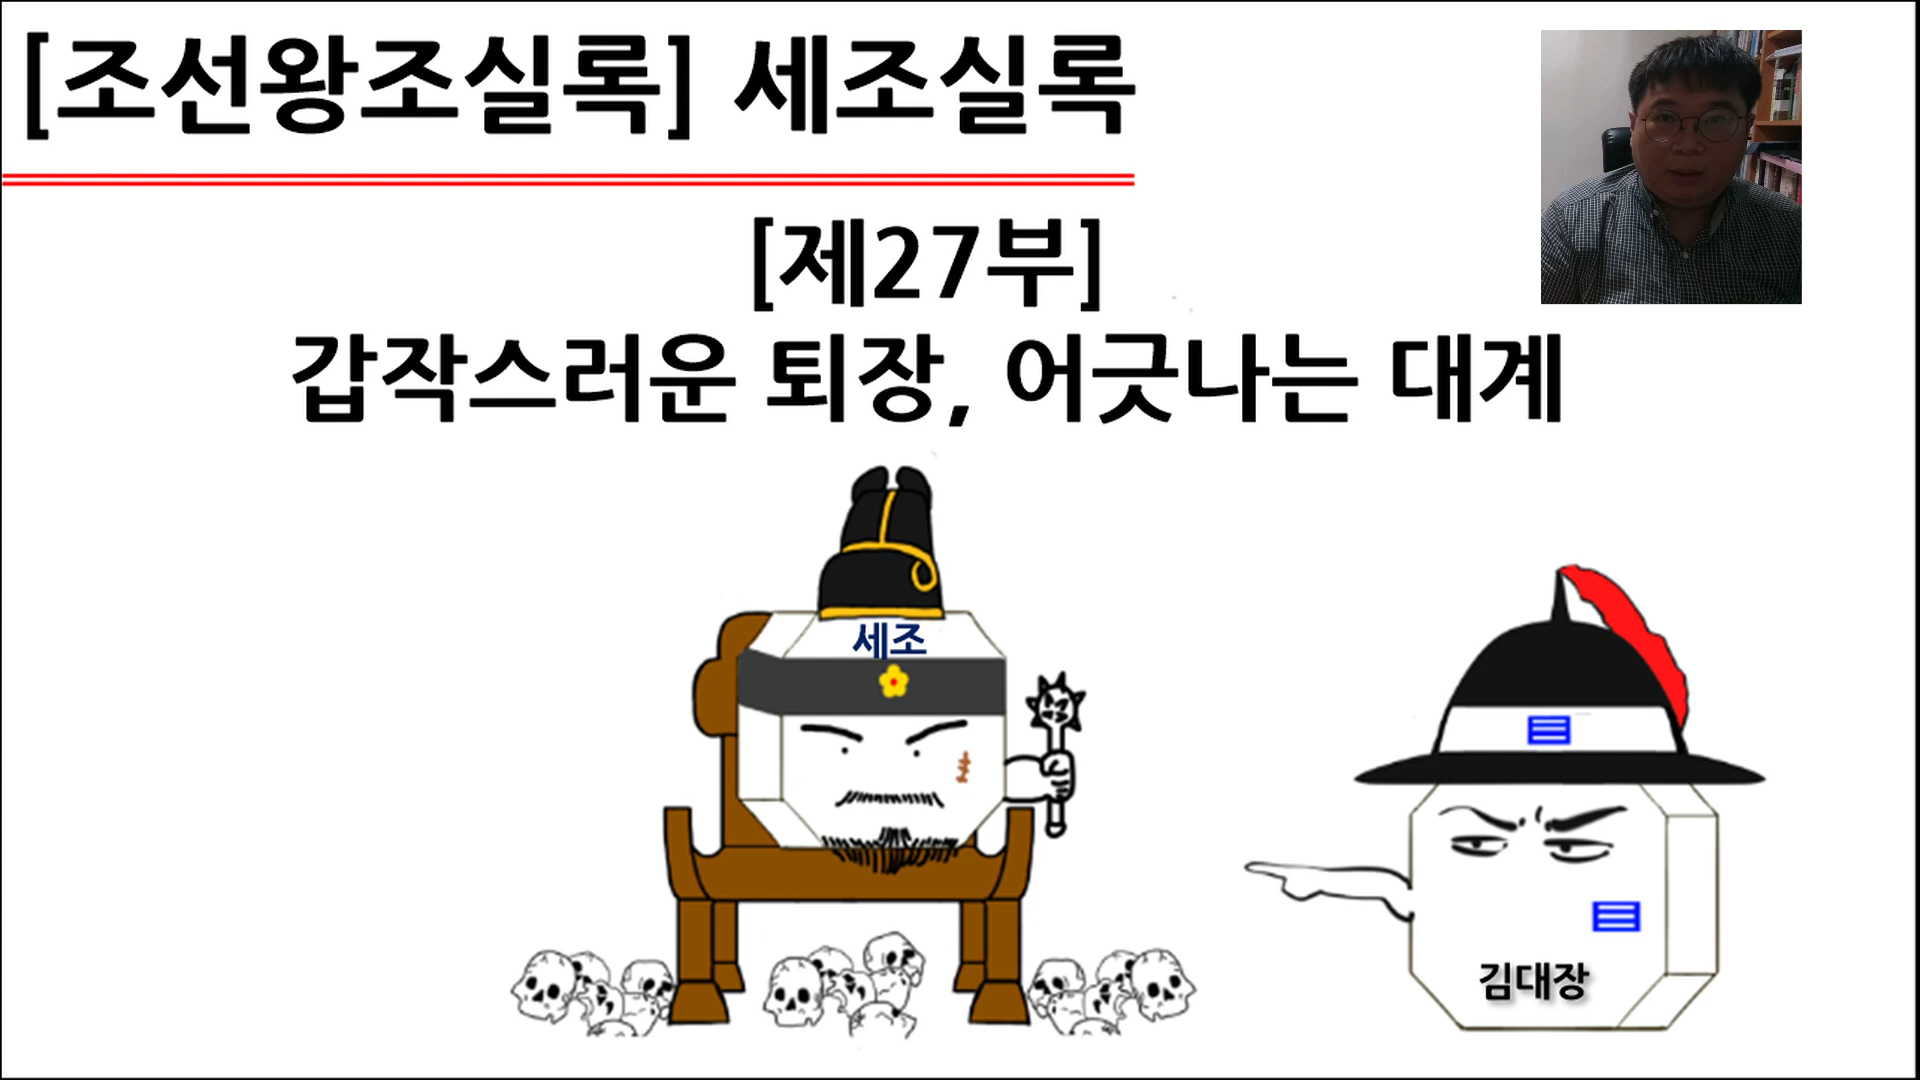 [조선왕조실록] 세조실록
[제27부]
갑작스러운 퇴장, 어긋나는 대계
세조
김대장